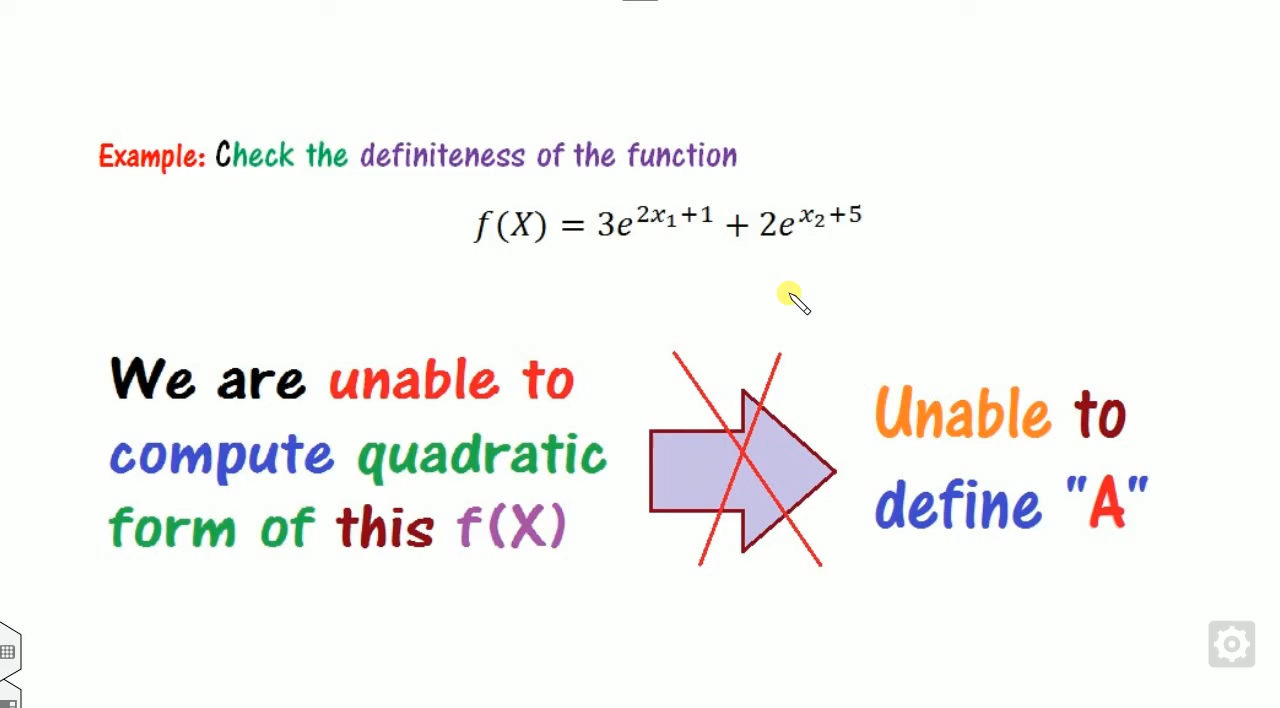 Example: Check the definiteness of the function
f(X) = 3e^{2x₁+1} + 2e^{x₂+5}
We are unable to
compute quadratic
form of this f(X)
Unable to
define "A"